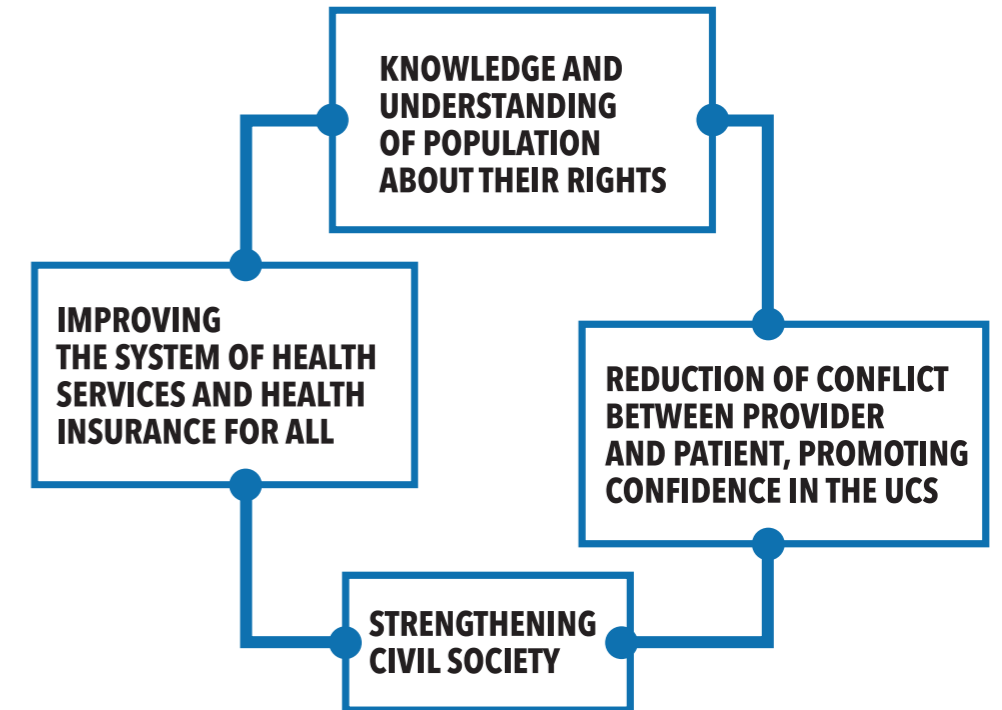 KNOWLEDGE AND
UNDERSTANDING
OF POPULATION
ABOUT THEIR RIGHTS
IMPROVING
THE SYSTEM OF HEALTH
SERVICES AND HEALTH
INSURANCE FOR ALL
REDUCTION OF CONFLICT
BETWEEN PROVIDER
AND PATIENT, PROMOTING
CONFIDENCE IN THE UCS
STRENGTHENING
CIVIL SOCIETY